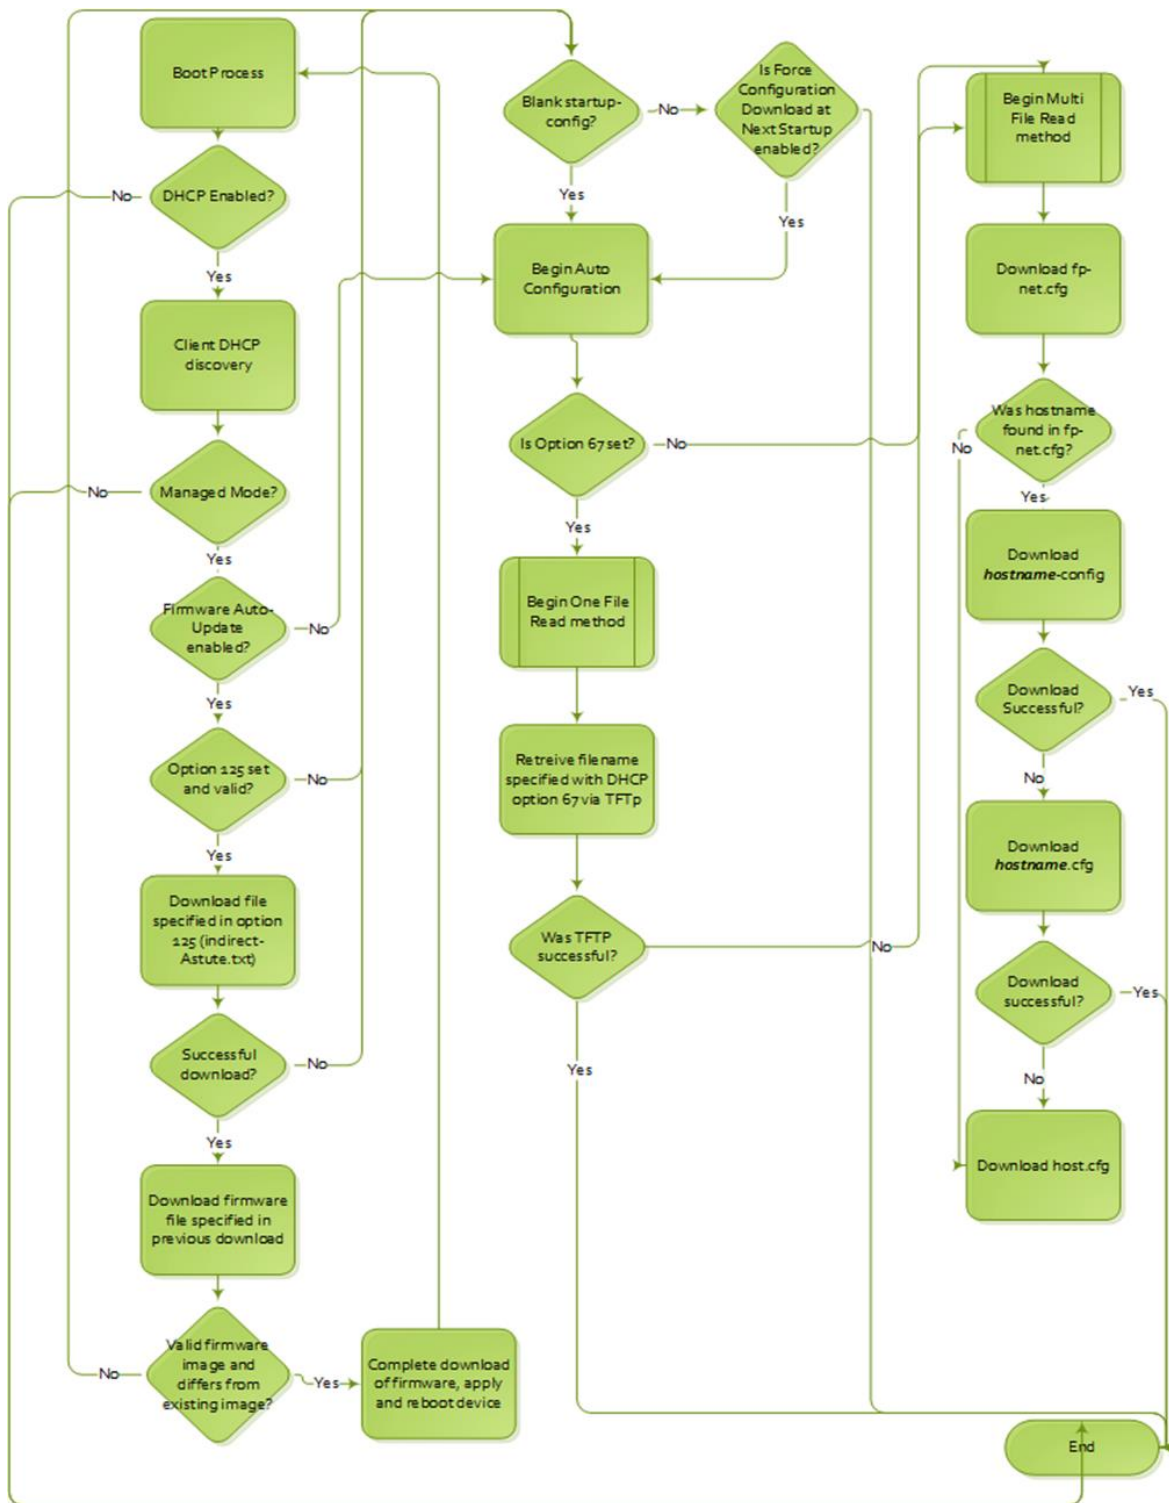 Boot Process
DHCP Enabled?
No
Yes
Client DHCP
discovery
Managed Mode?
No
Yes
Firmware Auto-
Update
enabled?
No
Yes
Option 125 set
and valid?
No
Yes
Download file
specified in option
125 (indirect-
Astute.txt)
Successful
download?
No
Yes
Download firmware
file specified in
previous download
Valid firmware
image and
differs from
existing image?
No
Yes
Complete download
of firmware, apply
and reboot device
Blank startup-
config?
No
Yes
Is Force
Configuration
Download at
Next Startup
enabled?
Yes
Begin Auto
Configuration
Is Option 67 set?
No
Yes
Begin One File
Read method
Retreive filename
specified with DHCP
option 67 via TFTp
Was TFTP
successful?
No
Yes
Begin Multi
File Read
method
Download fp-
net.cfg
Was hostname
found in fp-
net.cfg?
No
Yes
Download
hostname-config
Download
Successful?
Yes
No
Download
hostname.cfg
Download
successful?
Yes
No
Download host.cfg
End